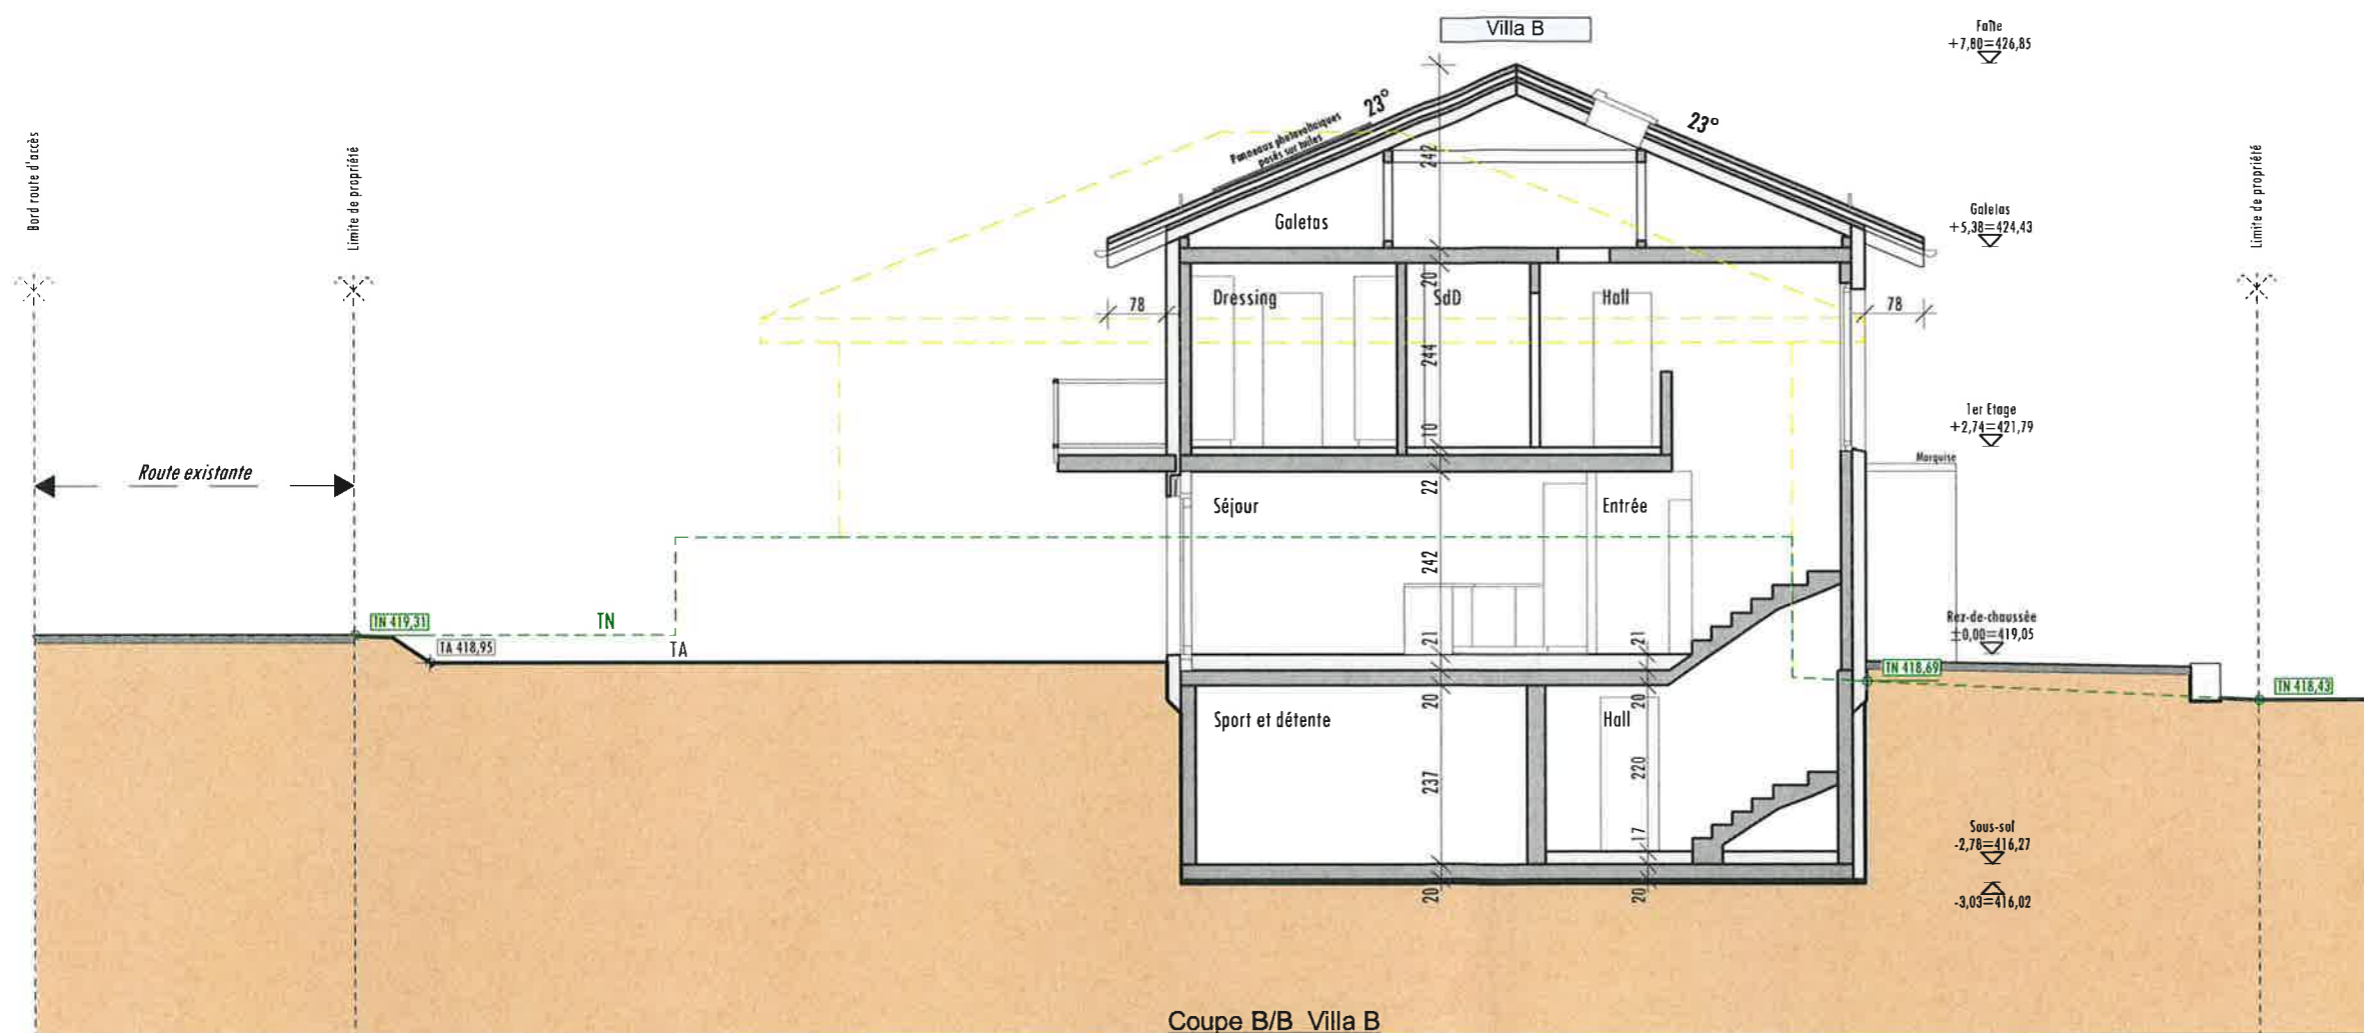 Villa B
Faîte
+7,80=426,85
23°
23°
Panneaux photovoltaïques
posés sur tuiles
242
Bord route d'accès
Limite de propriété
Limite de propriété
Galetas
Galetas
+5,38=424,43
20
Dressing
SdD
Hall
78
78
244
10
1er Etage
+2,74=421,79
Marquise
Route existante
22
Séjour
Entrée
242
Rez-de-chaussée
±0,00=419,05
TN 419,31
TN
TA 418,95
TA
21
21
TN 418,69
TN 418,43
20
20
Sport et détente
Hall
237
220
17
Sous-sol
-2,78=416,27
20
20
-3,03=416,02
Coupe B/B Villa B